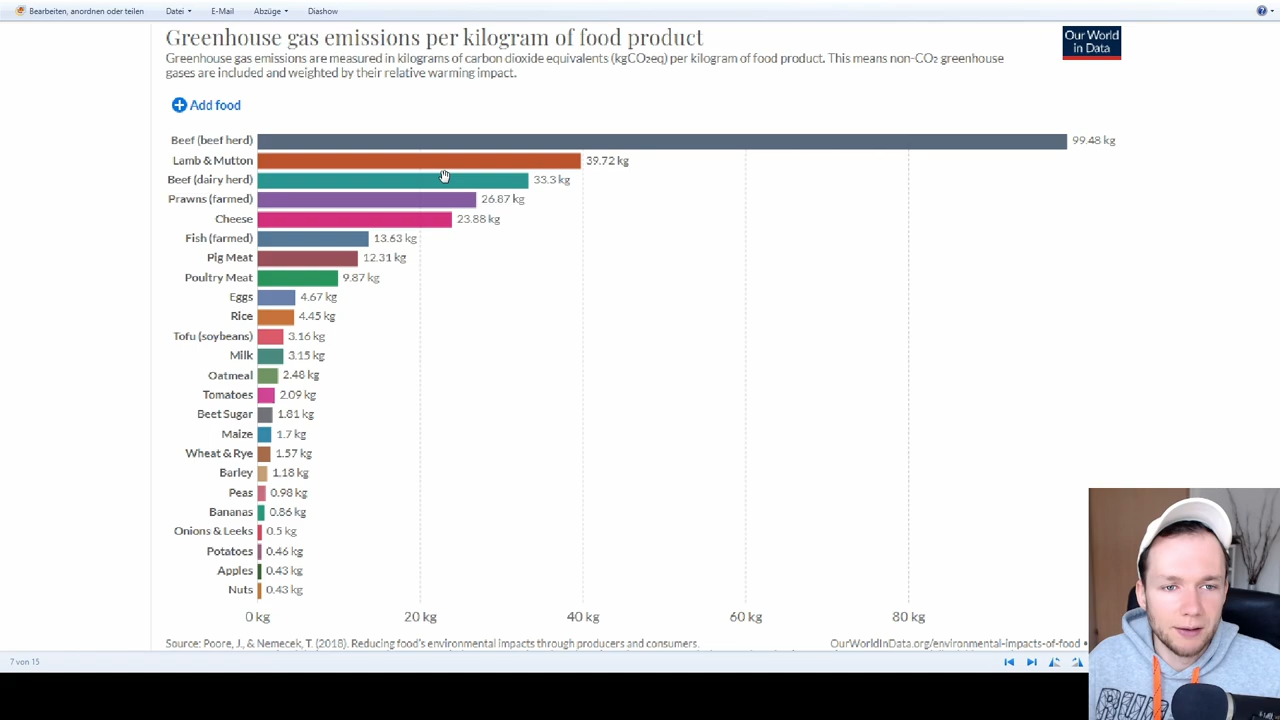 Bearbeiten, anordnen oder teilen Datei E-Mail Abzüge Diashow
Greenhouse gas emissions per kilogram of food product
Greenhouse gas emissions are measured in kilograms of carbon dioxide equivalents (kgCO₂eq) per kilogram of food product. This means non-CO₂ greenhouse
gases are included and weighted by their relative warming impact.
Our World
in Data
Add food
Beef (beef herd) 99.48 kg
Lamb & Mutton 39.72 kg
Beef (dairy herd) 33.3 kg
Prawns (farmed) 26.87 kg
Cheese 23.88 kg
Fish (farmed) 13.63 kg
Pig Meat 12.31 kg
Poultry Meat 9.87 kg
Eggs 4.67 kg
Rice 4.45 kg
Tofu (soybeans) 3.16 kg
Milk 3.15 kg
Oatmeal 2.48 kg
Tomatoes 2.09 kg
Beet Sugar 1.81 kg
Maize 1.7 kg
Wheat & Rye 1.57 kg
Barley 1.18 kg
Peas 0.98 kg
Bananas 0.86 kg
Onions & Leeks 0.5 kg
Potatoes 0.46 kg
Apples 0.43 kg
Nuts 0.43 kg
0 kg 20 kg 40 kg 60 kg 80 kg
Source: Poore, J., & Nemecek, T. (2018). Reducing food's environmental impacts through producers and consumers.
OurWorldInData.org/environmental-impacts-of-food •
7 von 15